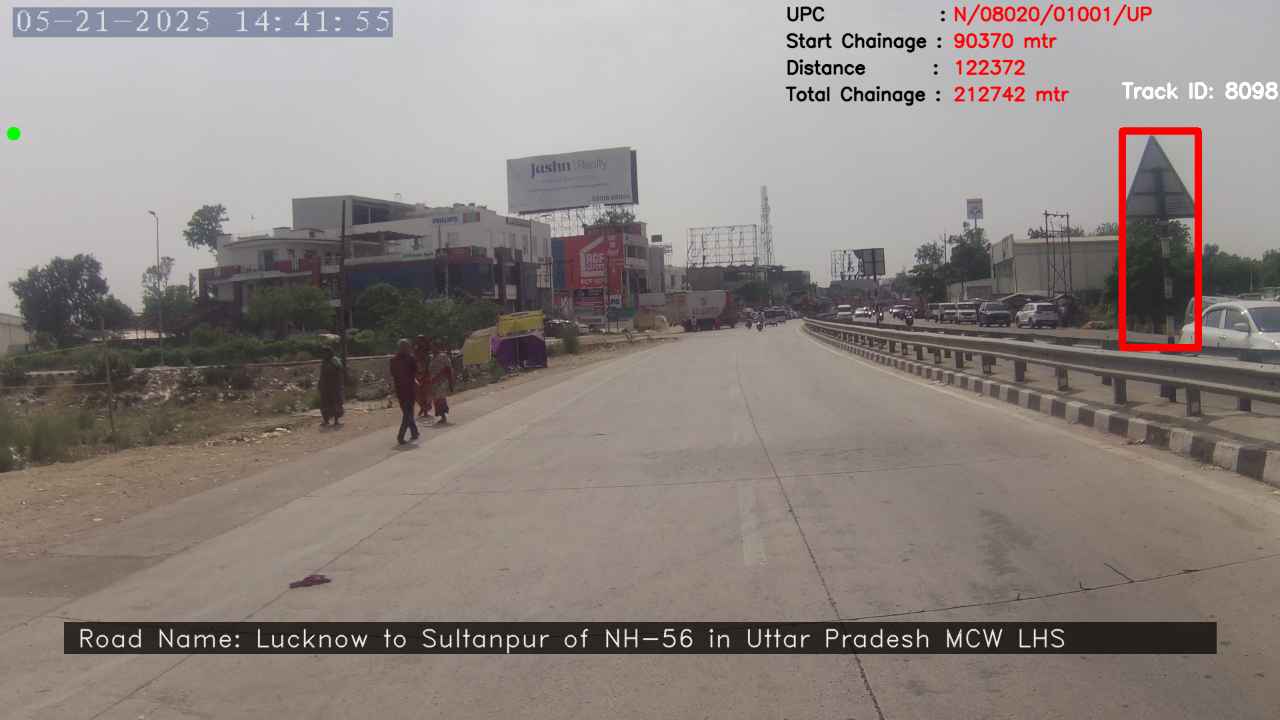 05-21-2025 14:41:55
UPC : N/08020/01001/UP
Start Chainage : 90370 mtr
Distance : 122372
Total Chainage : 212742 mtr
Track ID: 8098
Jashn Realty
PHILIPS
Road Name: Lucknow to Sultanpur of NH-56 in Uttar Pradesh MCW LHS